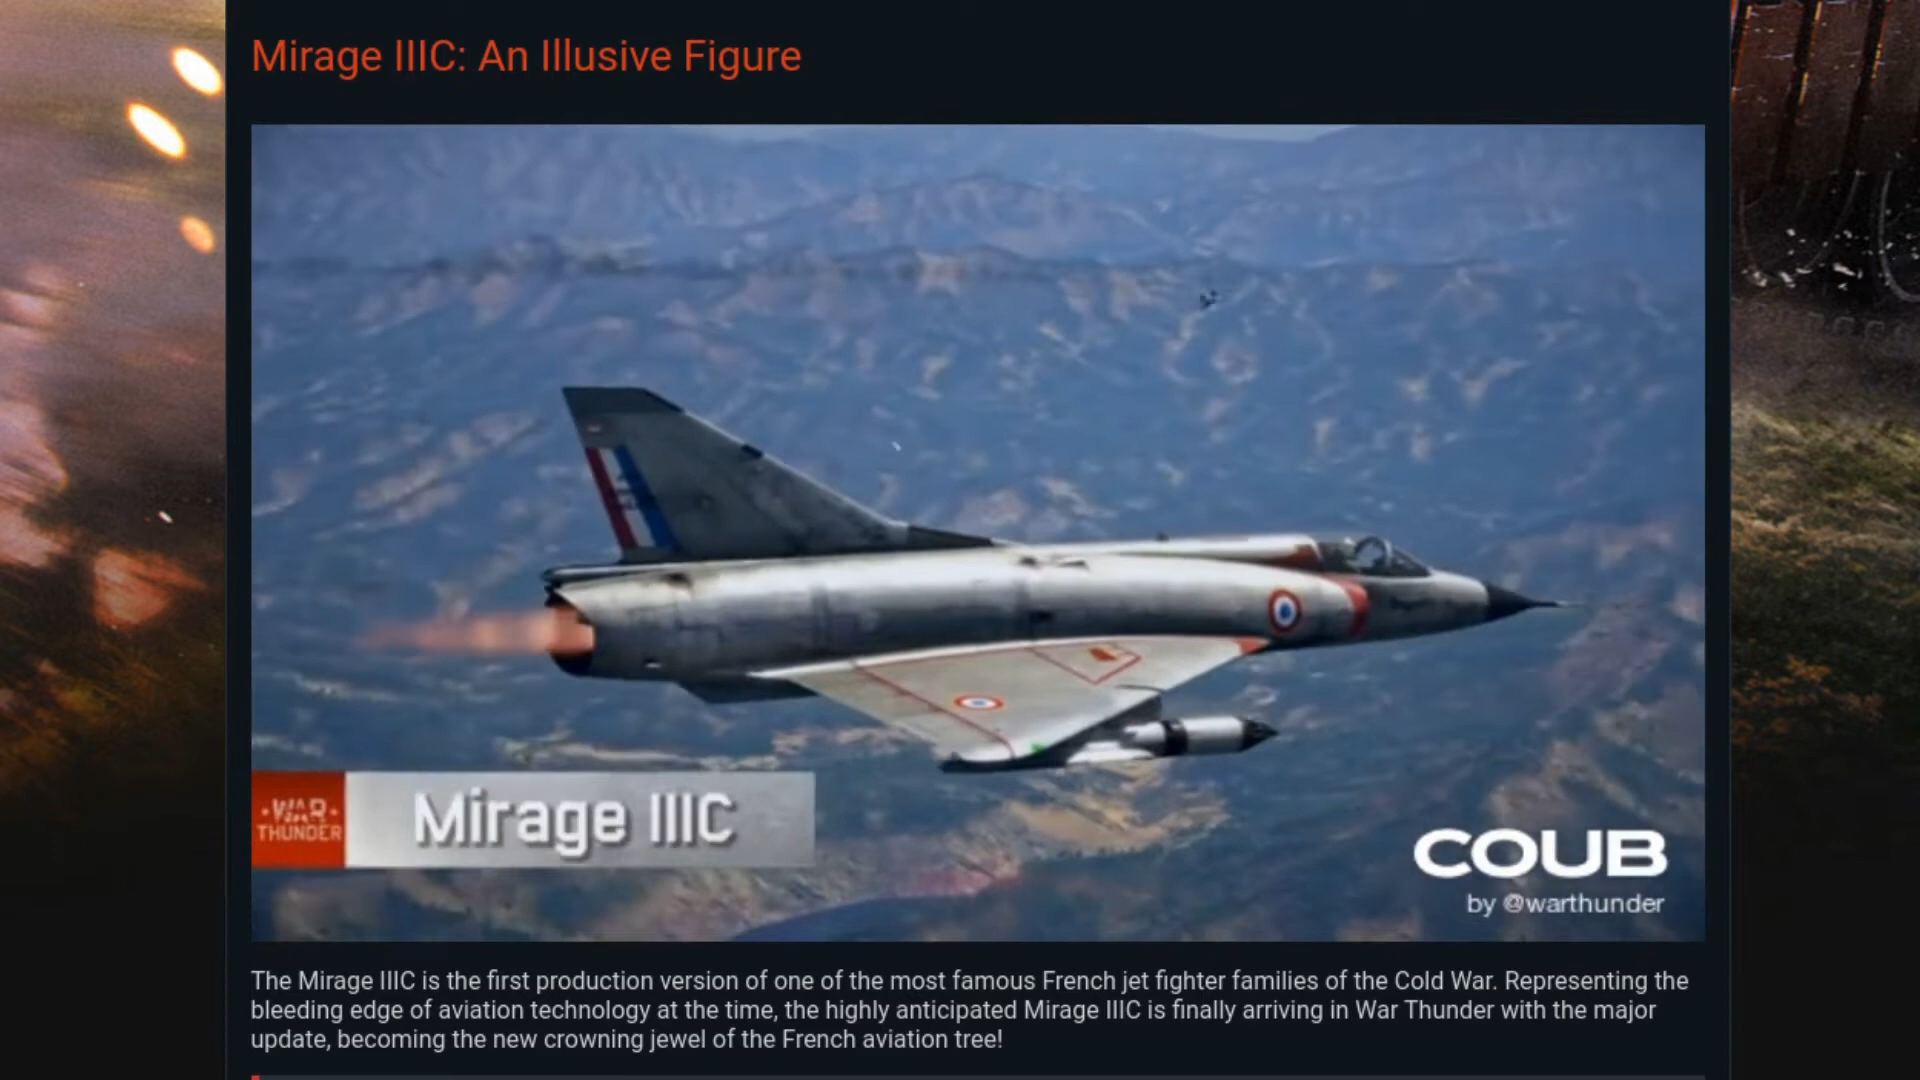 Mirage IIIC: An Illusive Figure
WAR
THUNDER
Mirage IIIC
COUB
by @warthunder
The Mirage IIIC is the first production version of one of the most famous French jet fighter families of the Cold War. Representing the
bleeding edge of aviation technology at the time, the highly anticipated Mirage IIIC is finally arriving in War Thunder with the major
update, becoming the new crowning jewel of the French aviation tree!